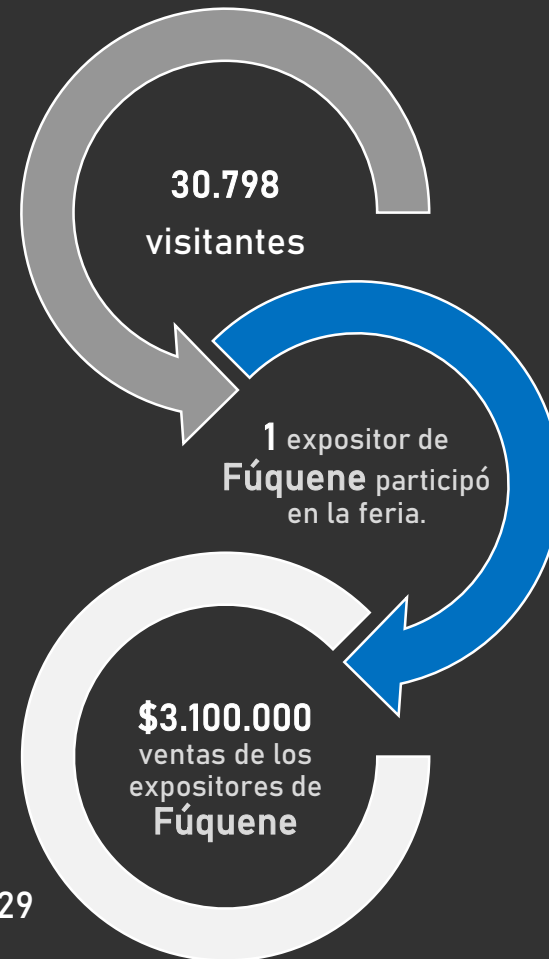 30.798
visitantes
1 expositor de
Fúquene participó
en la feria.
$3.100.000
ventas de los
expositores de
Fúquene
29